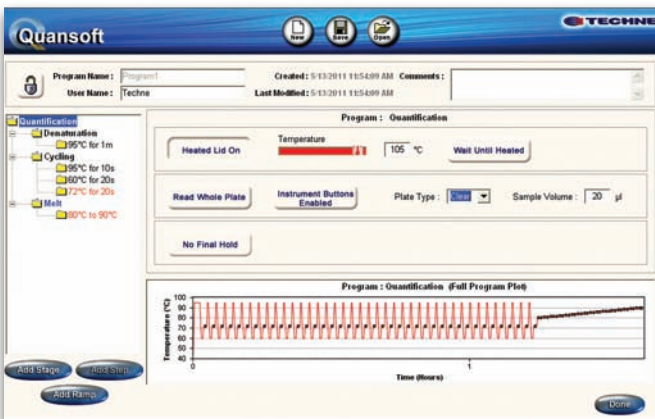 Quansoft
New
Save
Open
TECHNE
Program Name : Program1
Created : 5/13/2011 11:54:09 AM
Comments :
User Name : Techne
Last Modified : 5/13/2011 11:54:09 AM
Quantification
Denaturation
95°C for 1m
Cycling
95°C for 10s
60°C for 20s
72°C for 20s
Melt
80°C to 90°C
Program : Quantification
Heated Lid On
Temperature
105 °C
Wait Until Heated
Read Whole Plate
Instrument Buttons
Enabled
Plate Type : Clear
Sample Volume : 20 µl
No Final Hold
Program : Quantification (Full Program Plot)
Temperature (°C)
100
90
80
70
60
50
40
0
1
Time (Hours)
Add Stage
Add Step
Add Ramp
Done